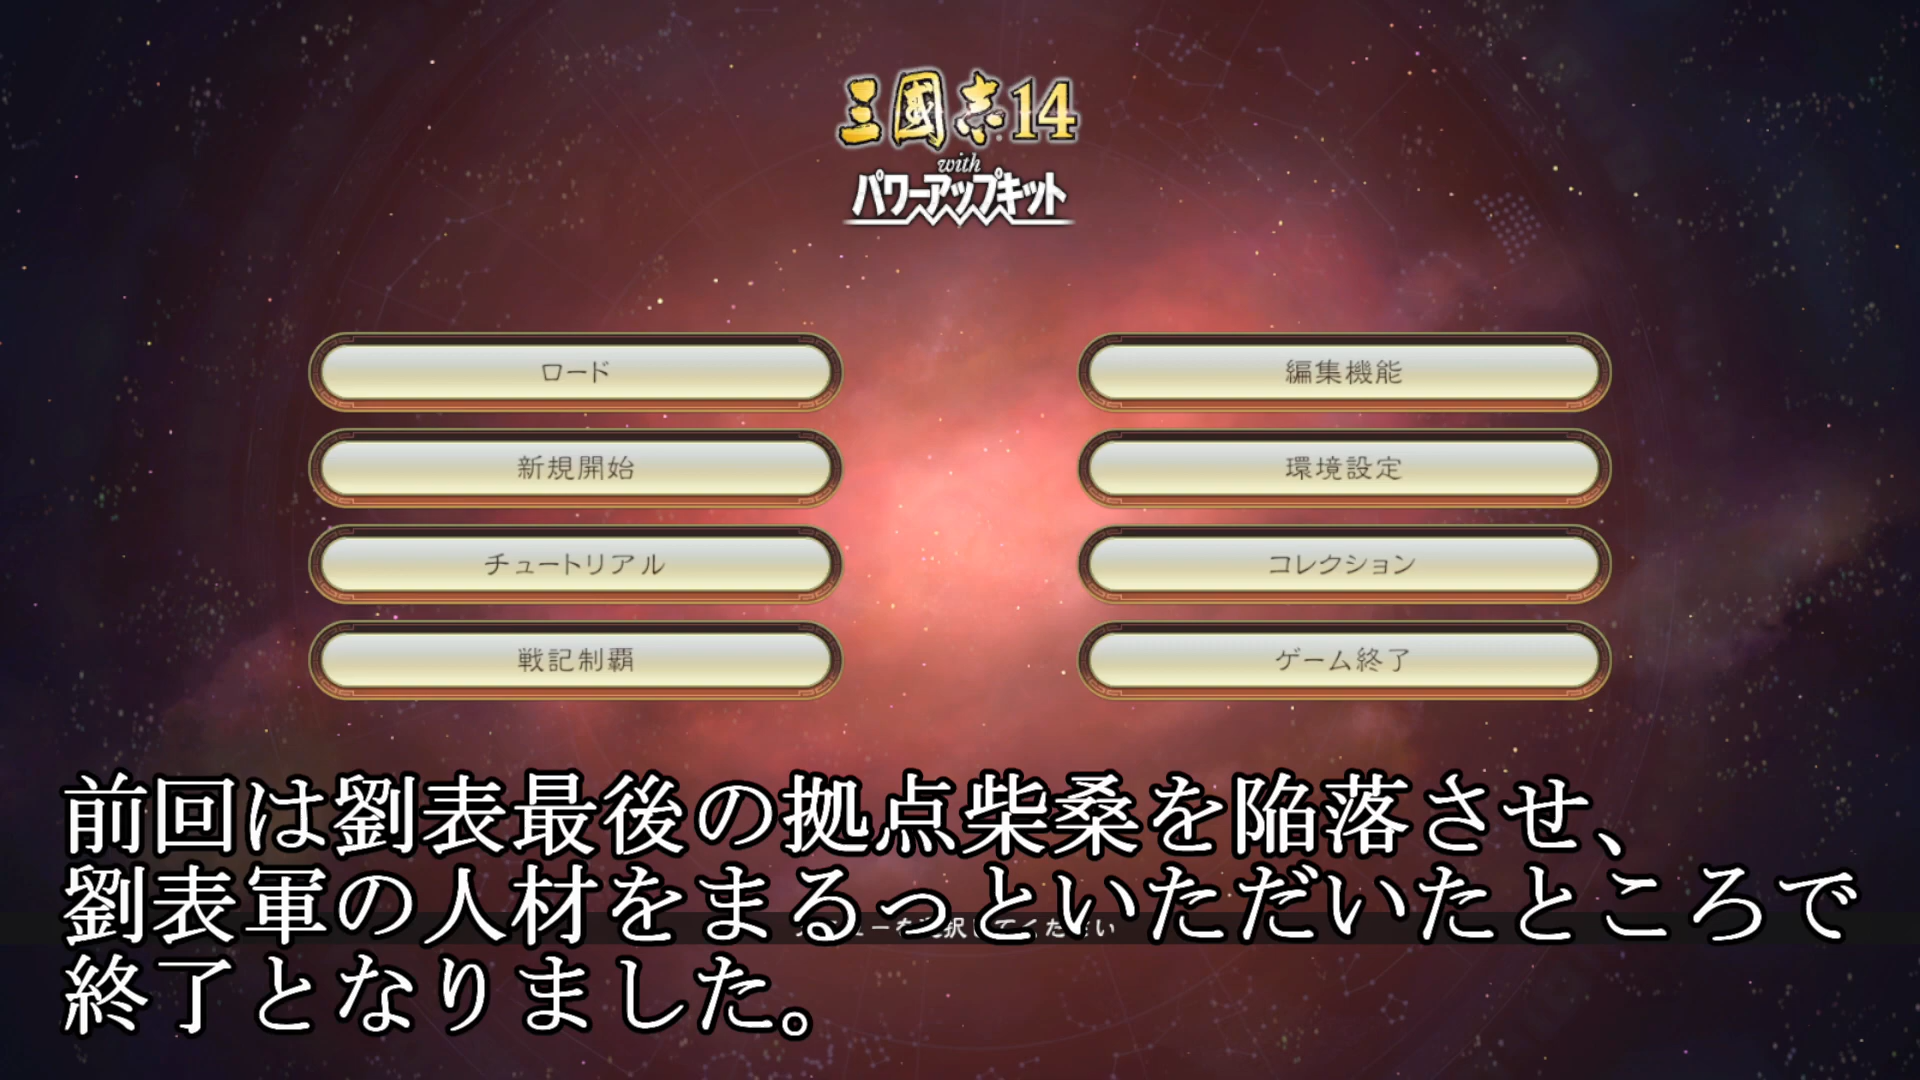 三國志14
with
パワーアップキット
ロード
編集機能
新規開始
環境設定
チュートリアル
コレクション
戦記制覇
ゲーム終了
前回は劉表最後の拠点柴桑を陥落させ、
劉表軍の人材をまるっといただいたところで
終了となりました。